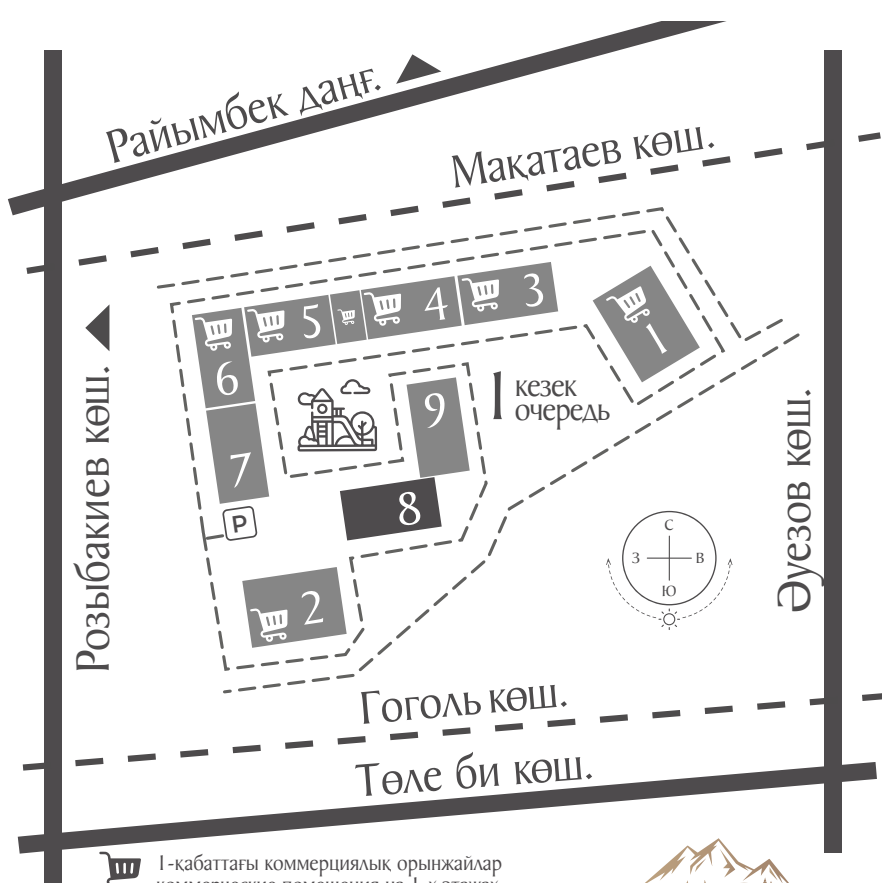 Райымбек даңғ.
Мақатаев көш.
5
4
3
1
6
9
1 кезек
очередь
7
8
P
2
Розыбакиев көш.
Әуезов көш.
С
З
В
Ю
Гоголь көш.
Төле би көш.
1-қабаттағы коммерциялық орынжайлар